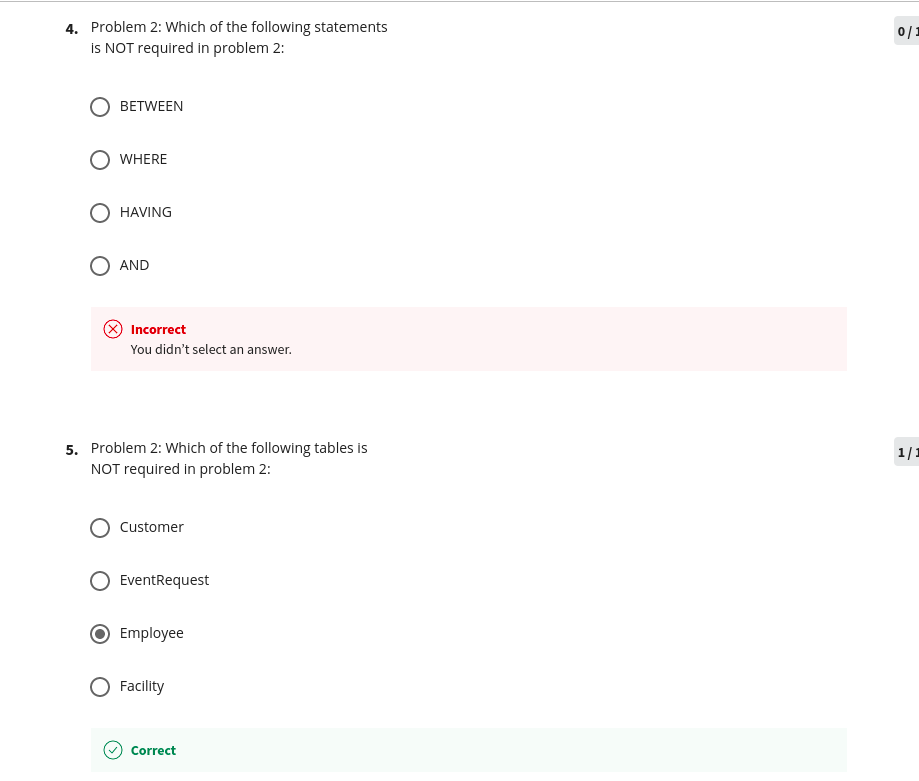 4. Problem 2: Which of the following statements
is NOT required in problem 2:
0 / 1
BETWEEN
WHERE
HAVING
AND
Incorrect
You didn't select an answer.
5. Problem 2: Which of the following tables is
NOT required in problem 2:
1 / 1
Customer
EventRequest
Employee
Facility
Correct